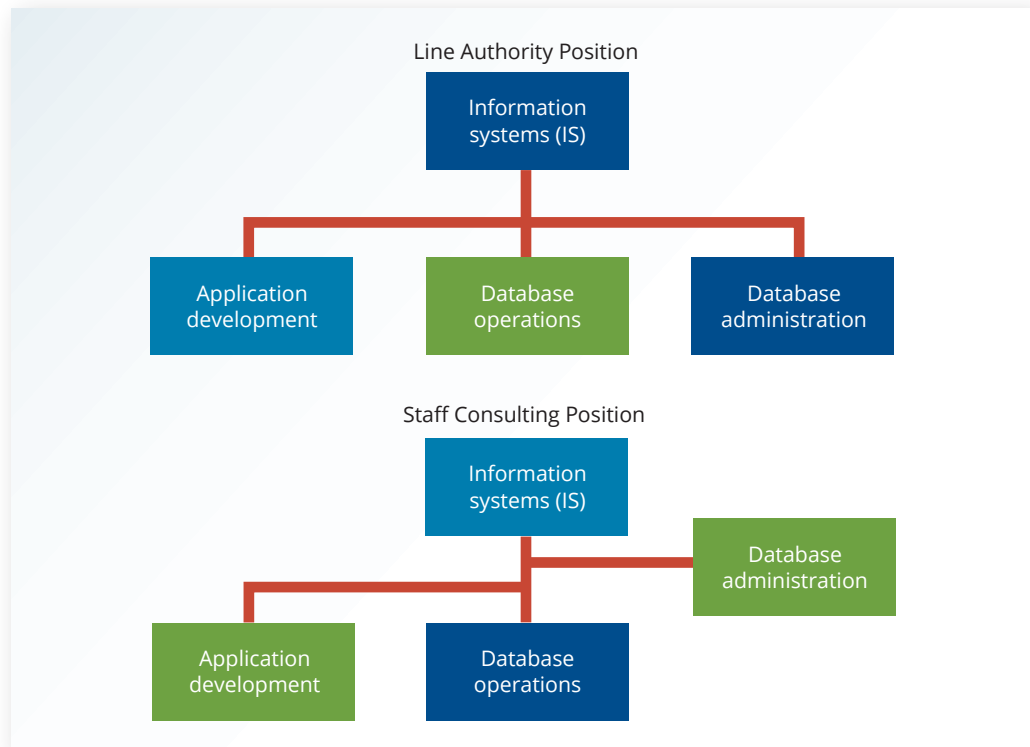 Line Authority Position
Information
systems (IS)
Application
development
Database
operations
Database
administration
Staff Consulting Position
Information
systems (IS)
Database
administration
Application
development
Database
operations